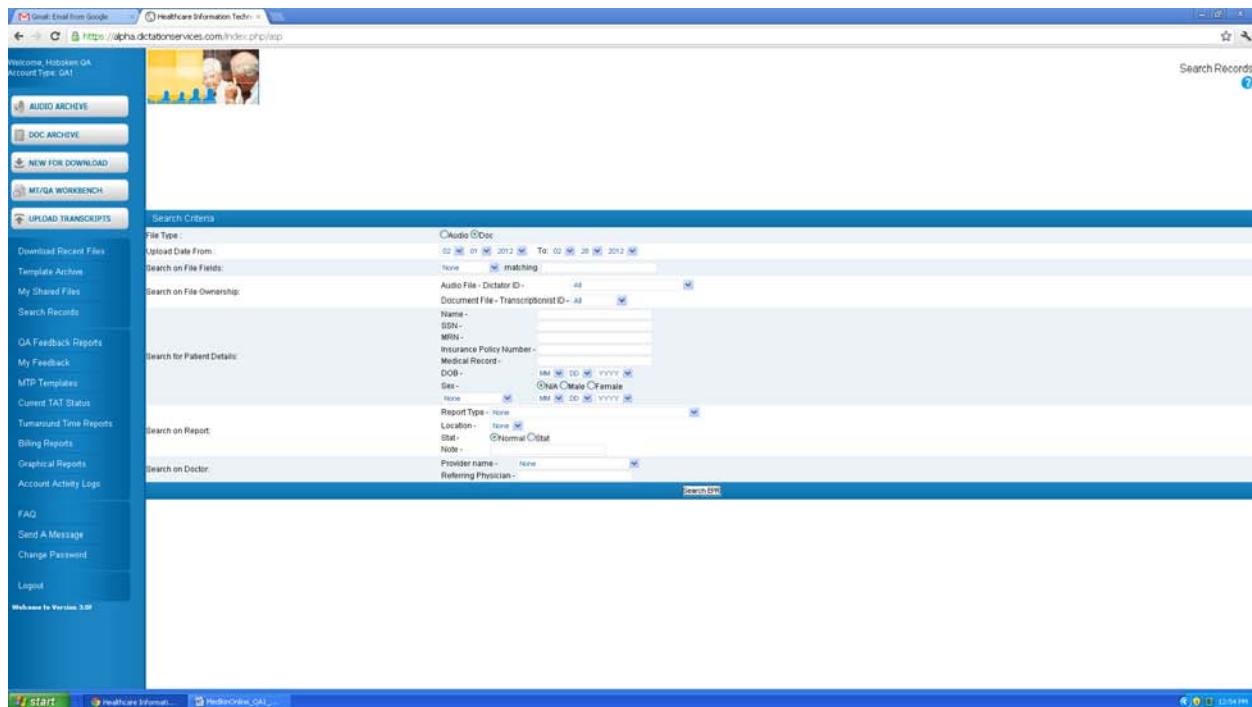 Gmail: Email from Google
Healthcare Information Techn
https://alpha.dictationservices.com/index.php/asp
Welcome, Hoboken QA
Account Type: QA1
Search Records
AUDIO ARCHIVE
DOC ARCHIVE
NEW FOR DOWNLOAD
MT/QA WORKBENCH
UPLOAD TRANSCRIPTS
Download Recent Files
Template Archive
My Shared Files
Search Records
QA Feedback Reports
My Feedback
MTP Templates
Current TAT Status
Turnaround Time Reports
Billing Reports
Graphical Reports
Account Activity Logs
FAQ
Send A Message
Change Password
Logout
Welcome to Version 3.0!
Search Criteria
File Type : Audio Doc
Upload Date From 02 01 2012 To: 02 28 2012
Search on File Fields: None matching
Search on File Ownership: Audio File - Dictator ID - All
Document File - Transcriptionist ID - All
Search for Patient Details: Name -
SSN -
MRN -
Insurance Policy Number -
Medical Record -
DOB - MM DD YYYY
Sex - N/A Male Female
None MM DD YYYY
Search on Report: Report Type - None
Location - None
Stat - Normal Stat
Note -
Search on Doctor: Provider name - None
Referring Physician -
Search EPR
start
Healthcare Informati...
12:54 PM